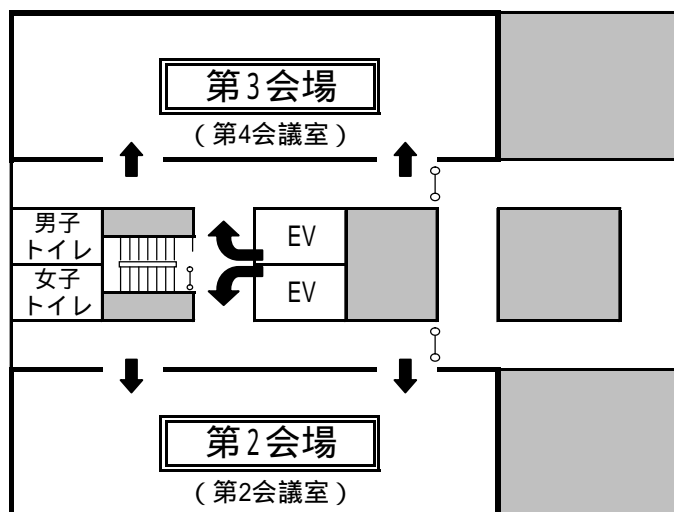 第3会場
（第4会議室）
男子
トイレ
EV
女子
トイレ
EV
第2会場
（第2会議室）